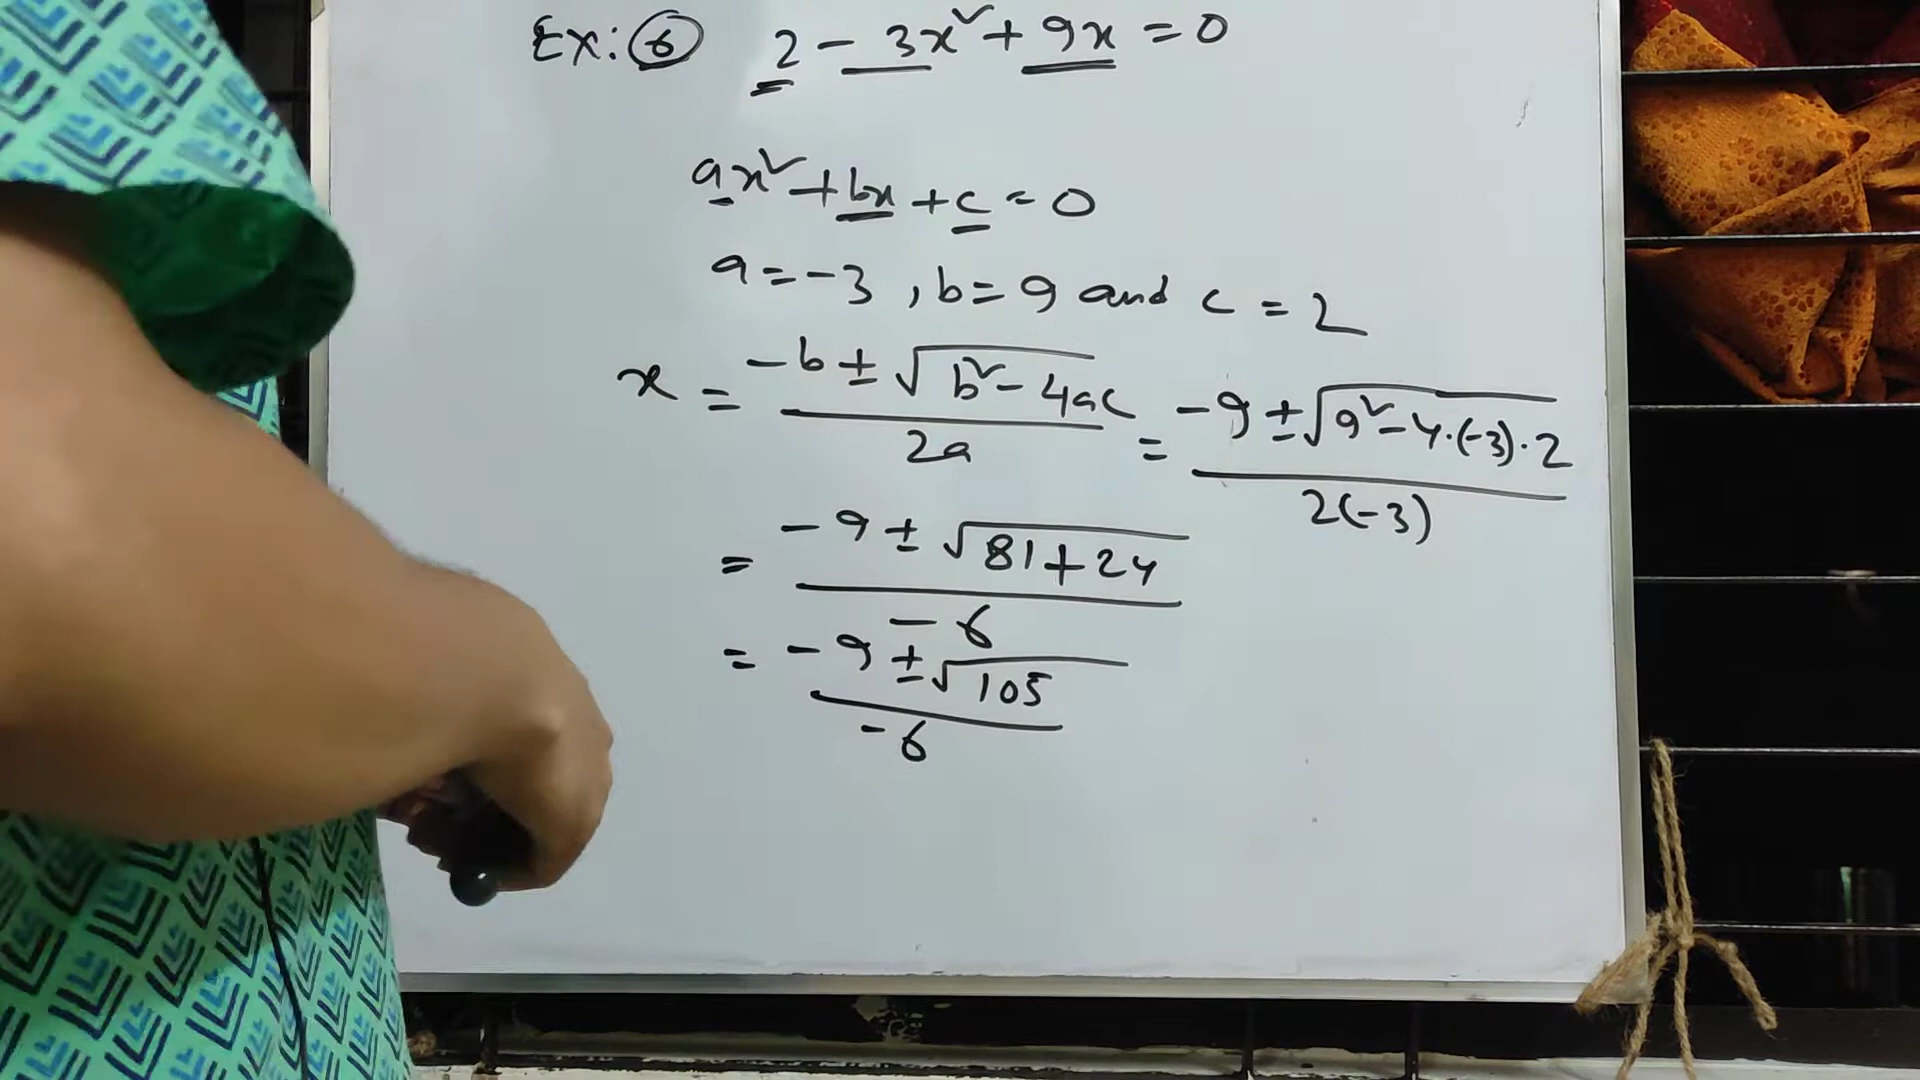 Ex: ⑥ 2 - 3x² + 9x = 0
ax² + bx + c = 0
a = -3, b = 9 and c = 2
x = (-b ± √(b² - 4ac)) / 2a = (-9 ± √(9² - 4·(-3)·2)) / 2(-3)
= (-9 ± √(81 + 24)) / -6
= (-9 ± √105) / -6